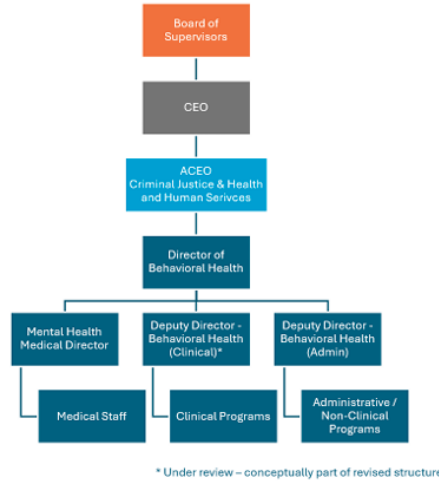 Board of
Supervisors
CEO
ACEO
Criminal Justice & Health
and Human Serivces
Director of
Behavioral Health
Mental Health
Medical Director
Deputy Director -
Behavioral Health
(Clinical)*
Deputy Director -
Behavioral Health
(Admin)
Medical Staff
Clinical Programs
Administrative /
Non-Clinical
Programs
* Under review – conceptually part of revised structure